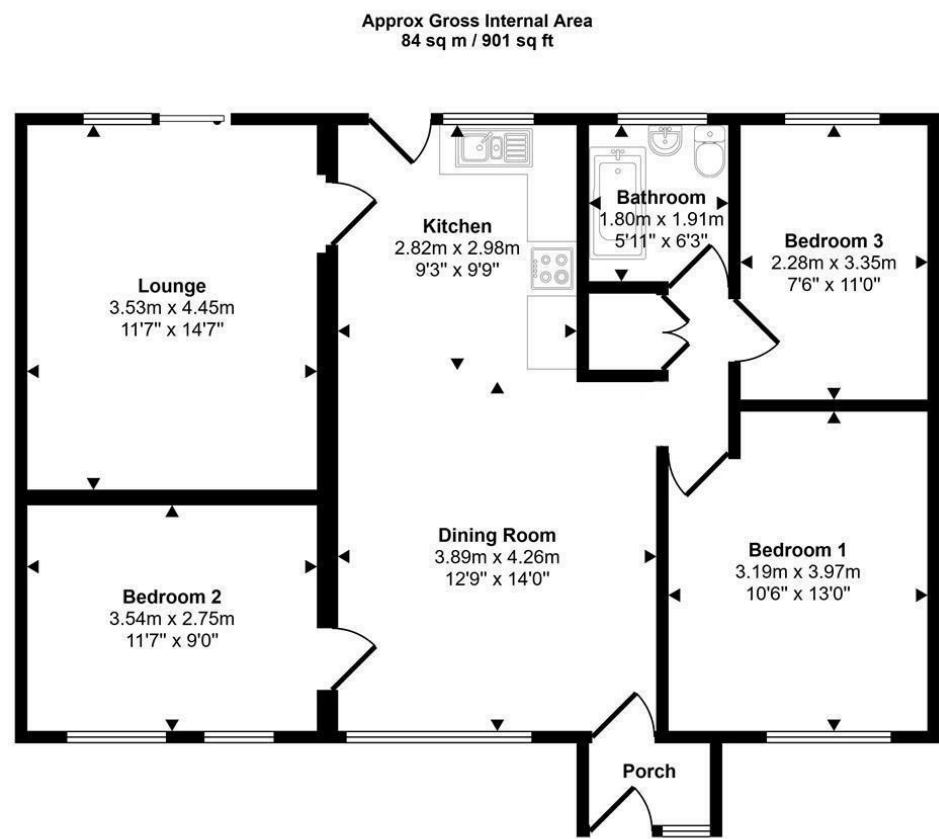 Approx Gross Internal Area
84 sq m / 901 sq ft
Kitchen
2.82m x 2.98m
9'3" x 9'9"
Bathroom
1.80m x 1.91m
5'11" x 6'3"
Bedroom 3
2.28m x 3.35m
7'6" x 11'0"
Lounge
3.53m x 4.45m
11'7" x 14'7"
Dining Room
3.89m x 4.26m
12'9" x 14'0"
Bedroom 1
3.19m x 3.97m
10'6" x 13'0"
Bedroom 2
3.54m x 2.75m
11'7" x 9'0"
Porch